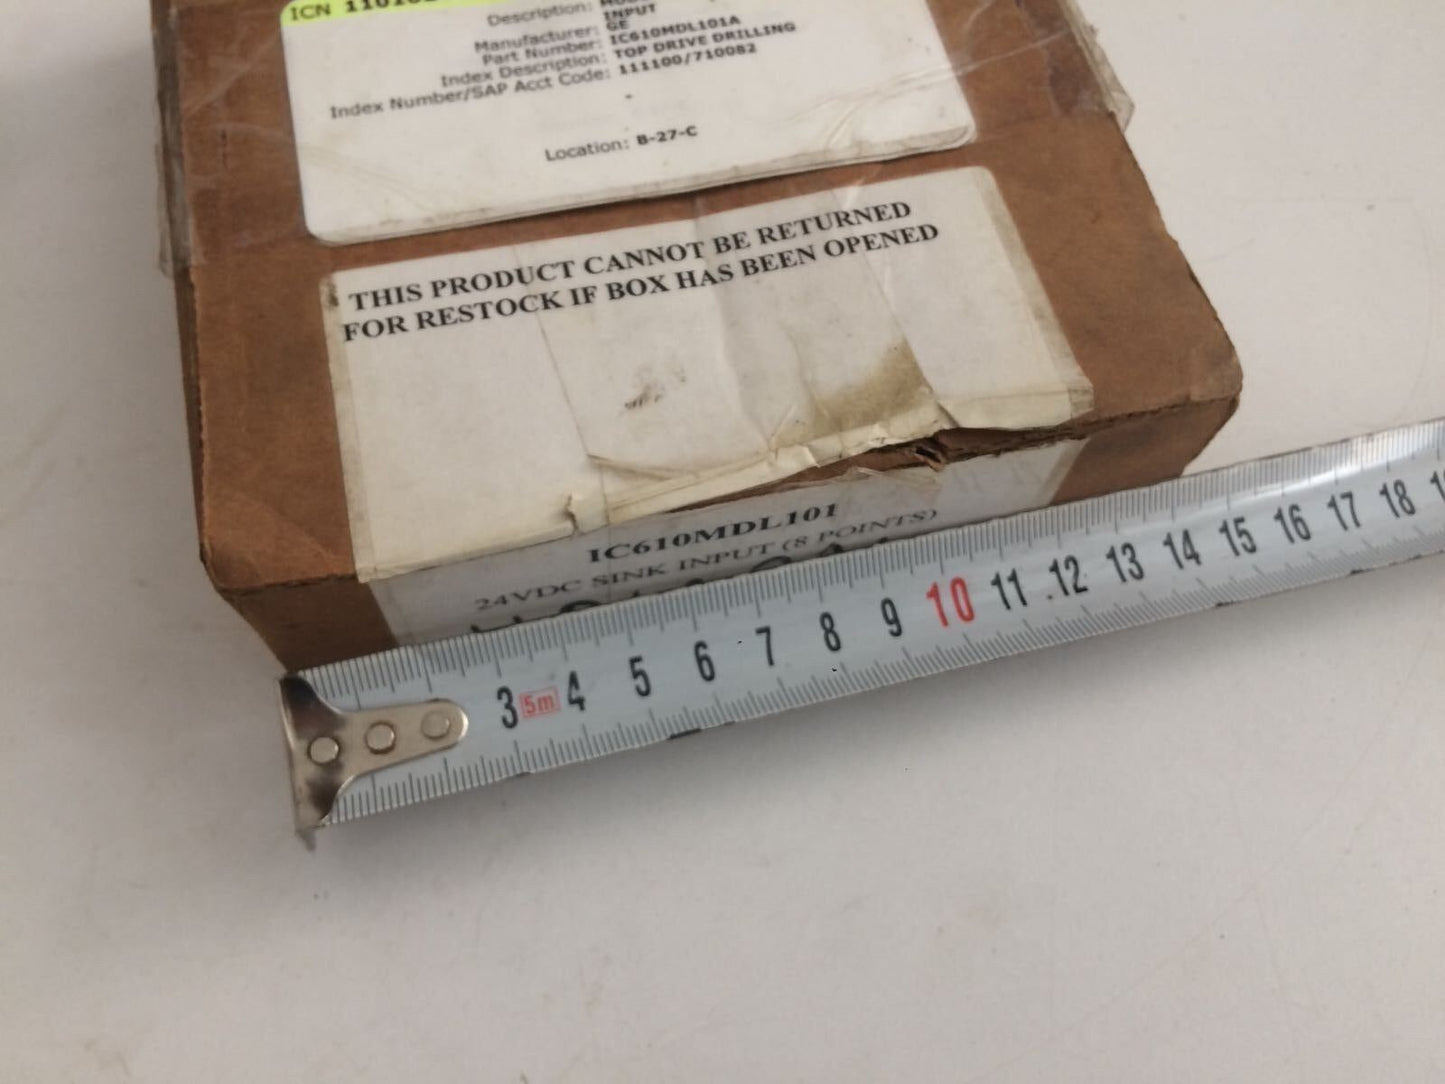 ICN
Description:
INPUT
Manufacturer: GE
Part Number: IC610MDL101A
Index Description: TOP DRIVE DRILLING
Index Number/SAP Acct Code: 111100/710082
-
Location: B-27-C
THIS PRODUCT CANNOT BE RETURNED
FOR RESTOCK IF BOX HAS BEEN OPENED
IC610MDL101
24VDC SINK INPUT (8 POINTS)
3 5m 4 5 6 7 8 9 10 11 12 13 14 15 16 17 18